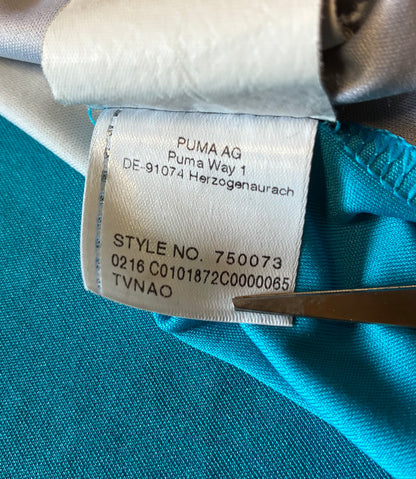 PUMA AG
Puma Way 1
DE-91074 Herzogenaurach
STYLE NO. 750073
0216 C0101872C0000065
TVNAO